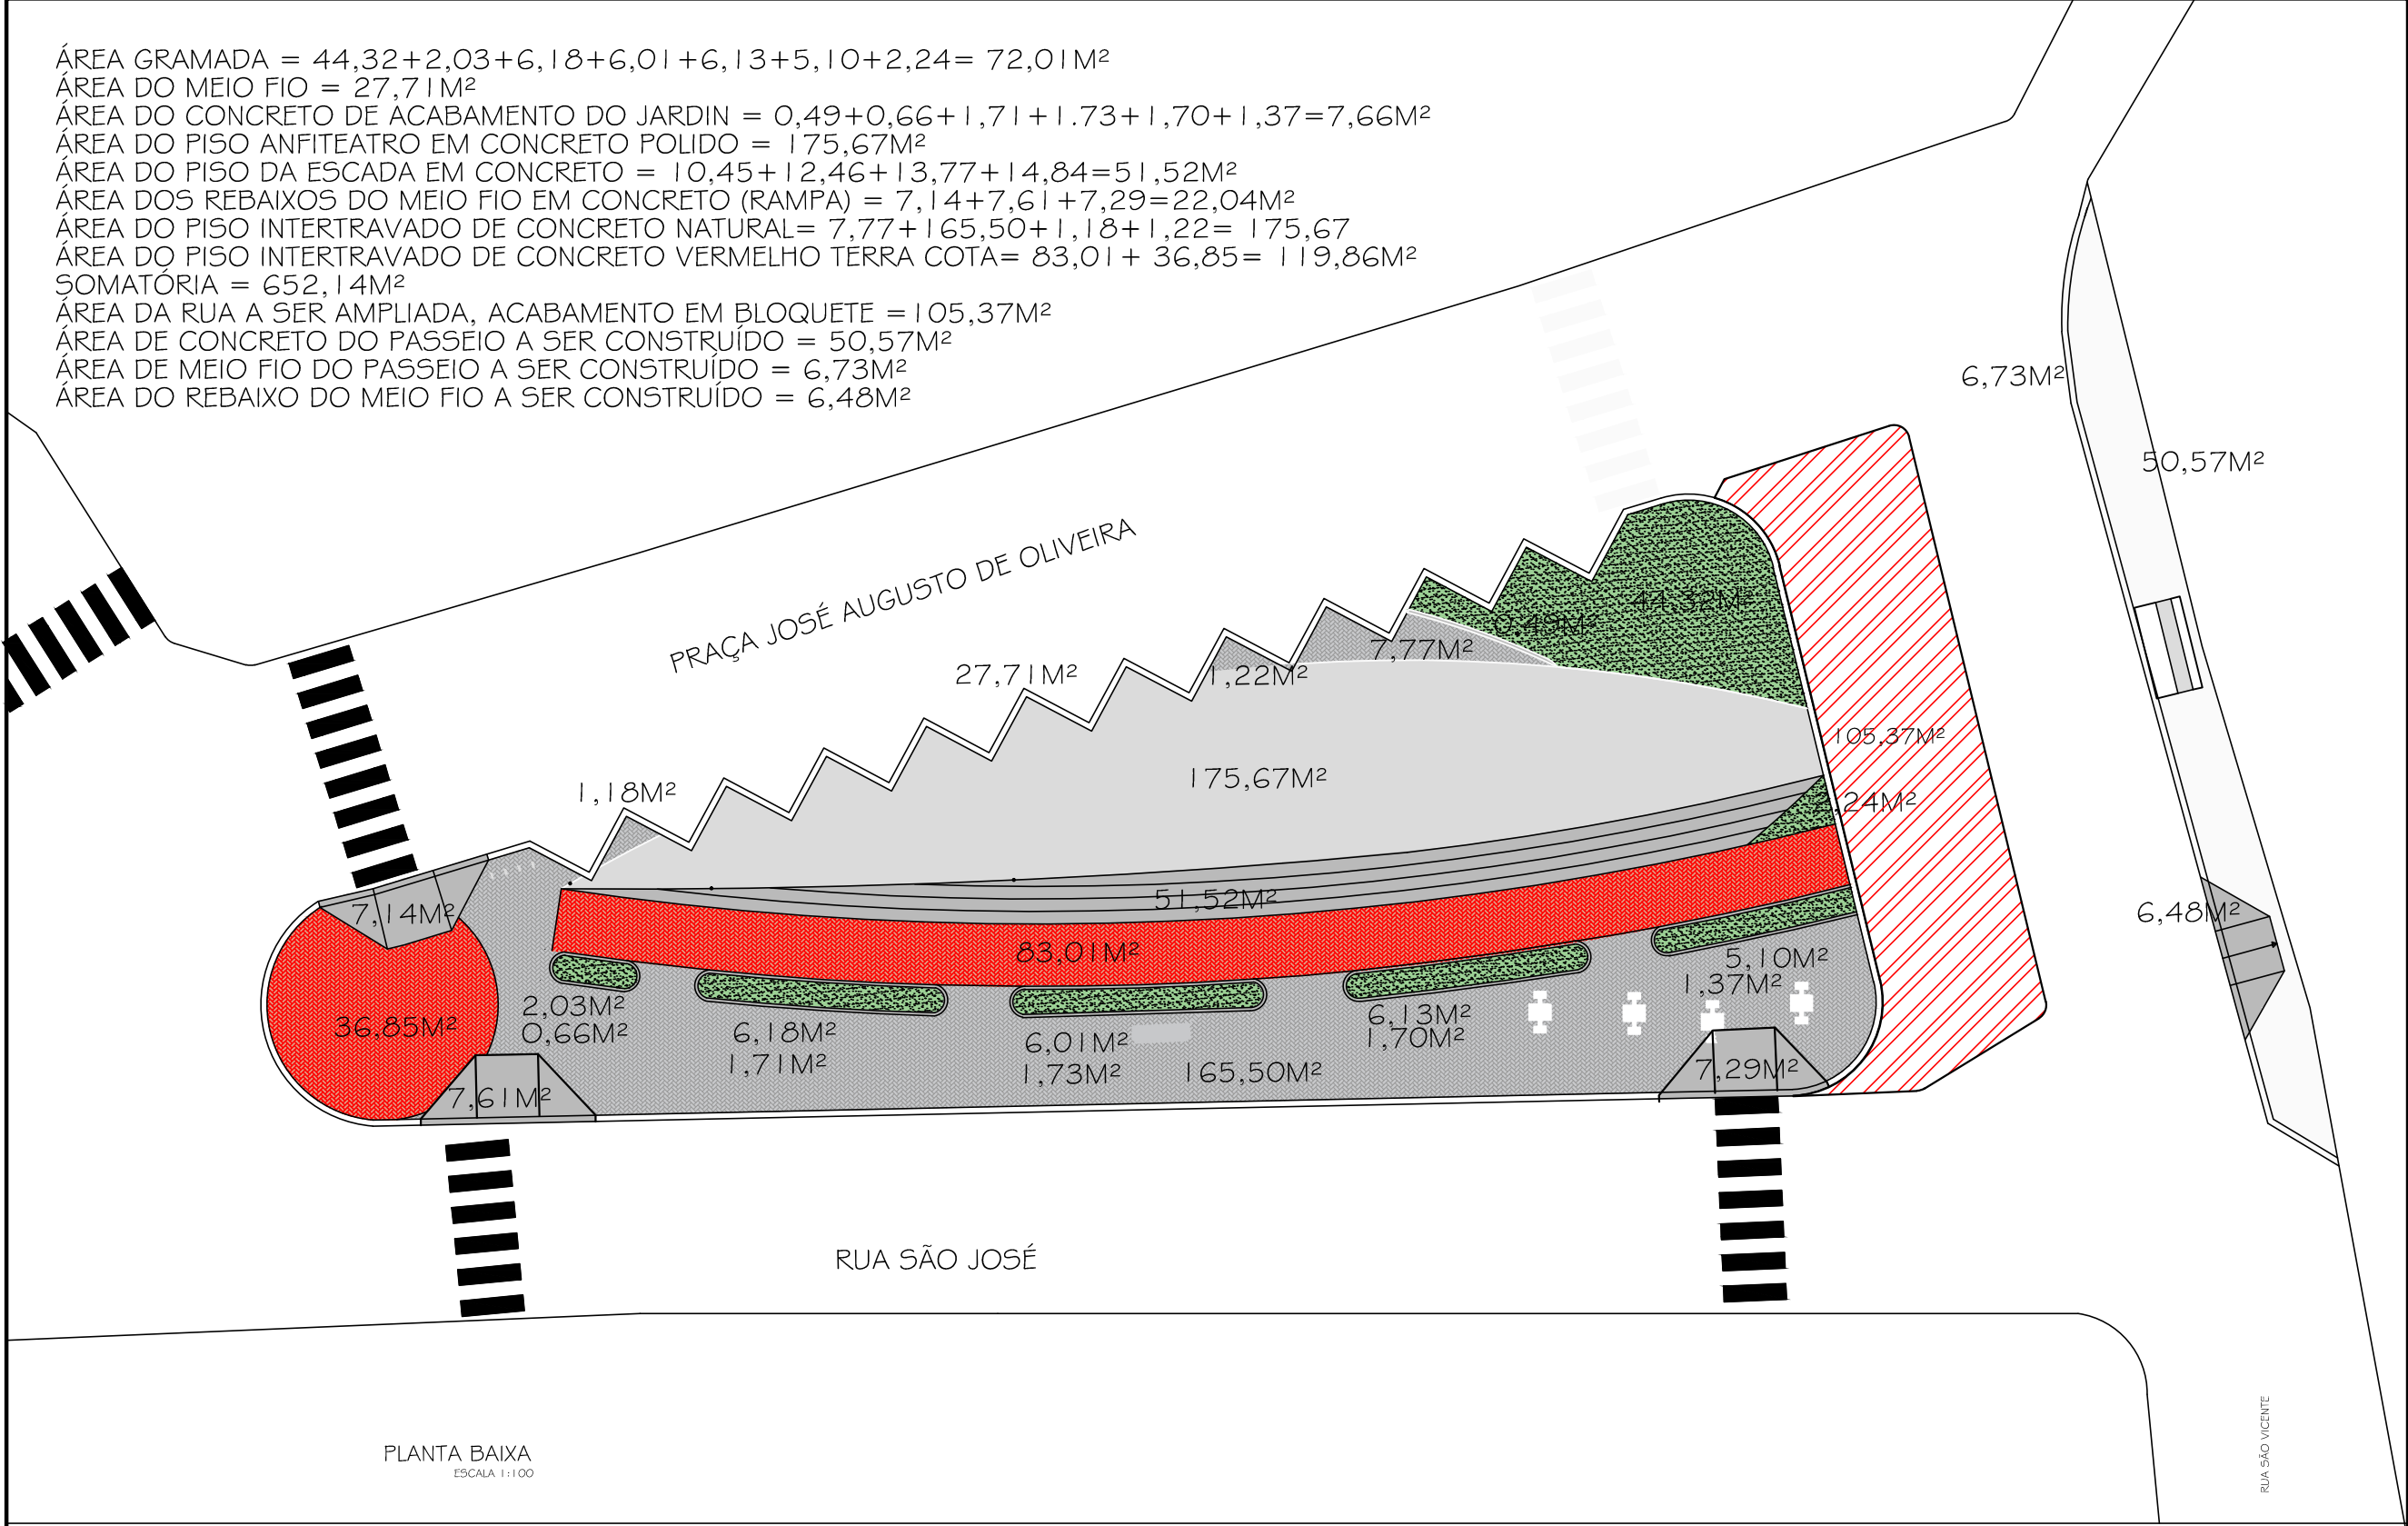 ÁREA GRAMADA = 44,32+2,03+6,18+6,01+6,13+5,10+2,24= 72,01M²
ÁREA DO MEIO FIO = 27,71M²
ÁREA DO CONCRETO DE ACABAMENTO DO JARDIN = 0,49+0,66+1,71+1.73+1,70+1,37=7,66M²
ÁREA DO PISO ANFITEATRO EM CONCRETO POLIDO = 175,67M²
ÁREA DO PISO DA ESCADA EM CONCRETO = 10,45+12,46+13,77+14,84=51,52M²
ÁREA DOS REBAIXOS DO MEIO FIO EM CONCRETO (RAMPA) = 7,14+7,61+7,29=22,04M²
ÁREA DO PISO INTERTRAVADO DE CONCRETO NATURAL= 7,77+165,50+1,18+1,22= 175,67
ÁREA DO PISO INTERTRAVADO DE CONCRETO VERMELHO TERRA COTA= 83,01+ 36,85= 119,86M²
SOMATÓRIA = 652,14M²
ÁREA DA RUA A SER AMPLIADA, ACABAMENTO EM BLOQUETE =105,37M²
ÁREA DE CONCRETO DO PASSEIO A SER CONSTRUÍDO = 50,57M²
ÁREA DE MEIO FIO DO PASSEIO A SER CONSTRUÍDO = 6,73M²
ÁREA DO REBAIXO DO MEIO FIO A SER CONSTRUÍDO = 6,48M²
6,73M²
50,57M²
PRAÇA JOSÉ AUGUSTO DE OLIVEIRA
44,32M²
0,49M²
7,77M²
27,71M²
1,22M²
105,37M²
175,67M²
1,18M²
2,24M²
51,52M²
7,14M²
6,48M²
83,01M²
5,10M²
1,37M²
2,03M²
0,66M²
36,85M²
6,18M²
1,71M²
6,01M²
1,73M²
6,13M²
1,70M²
165,50M²
7,29M²
7,61M²
RUA SÃO JOSÉ
PLANTA BAIXA
ESCALA 1:100
RUA SÃO VICENTE